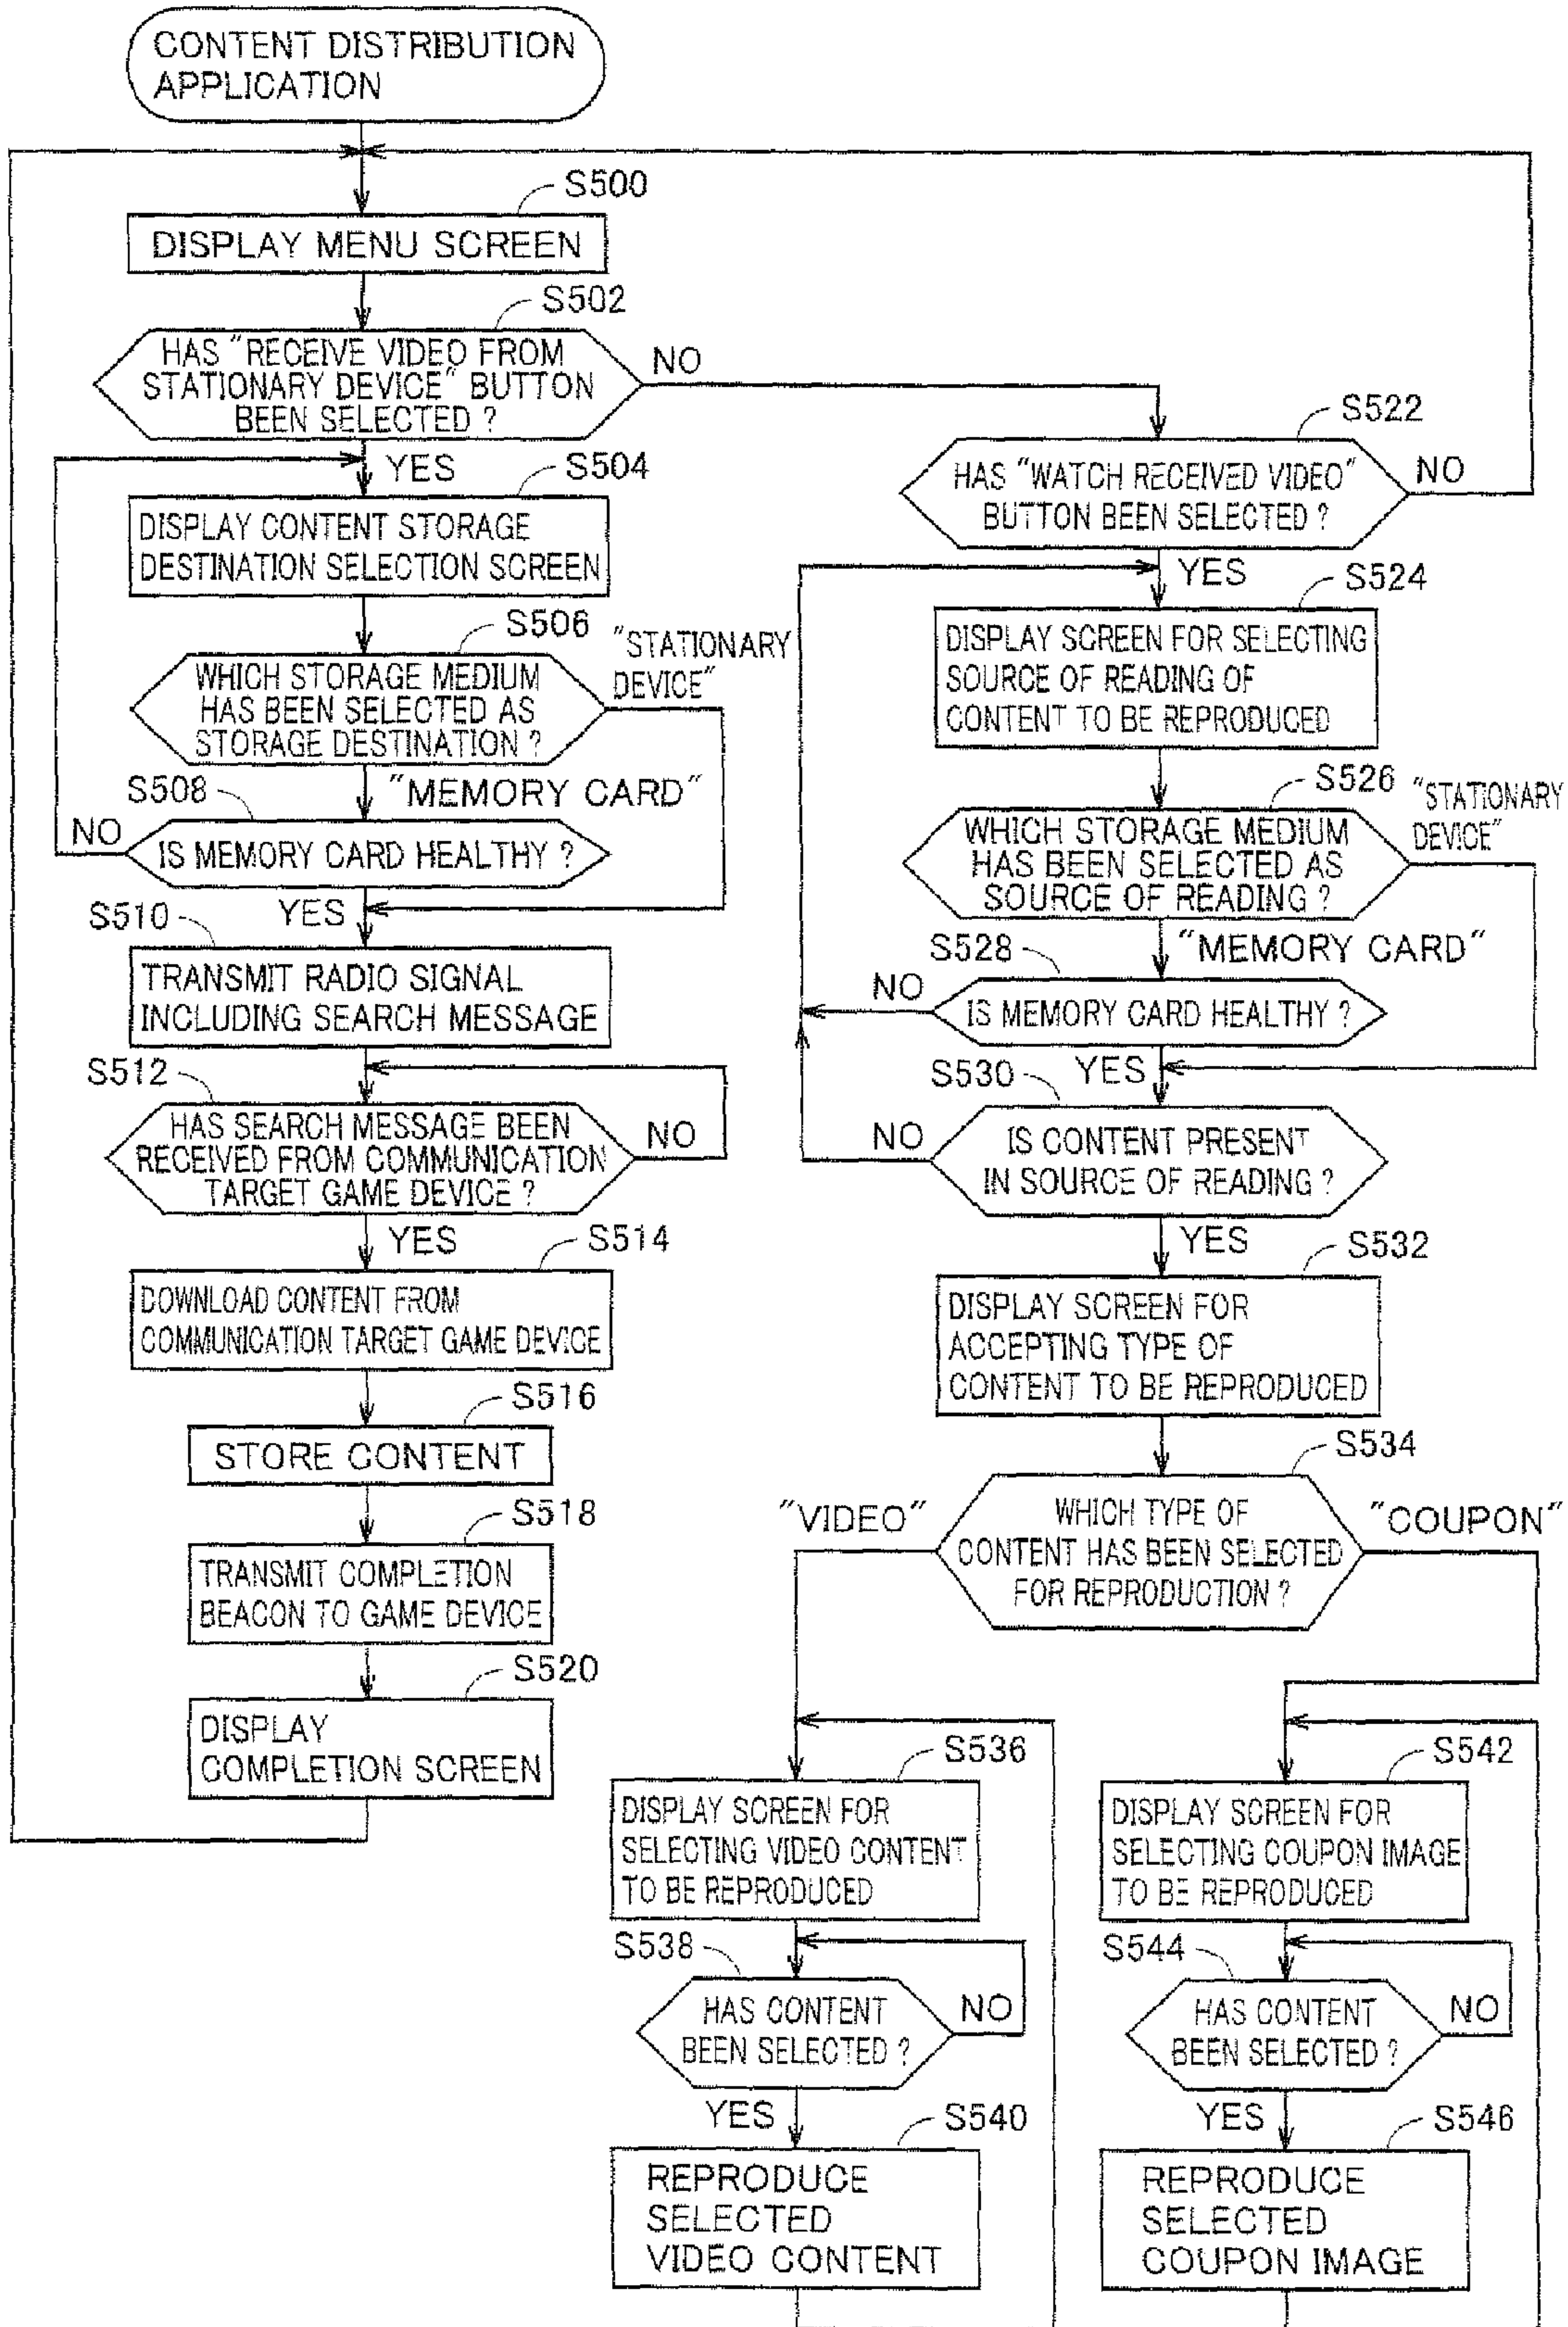 CONTENT DISTRIBUTION
APPLICATION
S500
DISPLAY MENU SCREEN
S502
HAS "RECEIVE VIDEO FROM
STATIONARY DEVICE" BUTTON
BEEN SELECTED ?
NO
YES
S504
DISPLAY CONTENT STORAGE
DESTINATION SELECTION SCREEN
S506
WHICH STORAGE MEDIUM
HAS BEEN SELECTED AS
STORAGE DESTINATION ?
"STATIONARY
DEVICE"
"MEMORY CARD"
S508
NO
IS MEMORY CARD HEALTHY ?
YES
S510
TRANSMIT RADIO SIGNAL
INCLUDING SEARCH MESSAGE
S512
HAS SEARCH MESSAGE BEEN
RECEIVED FROM COMMUNICATION
TARGET GAME DEVICE ?
NO
YES
S514
DOWNLOAD CONTENT FROM
COMMUNICATION TARGET GAME DEVICE
S516
STORE CONTENT
S518
TRANSMIT COMPLETION
BEACON TO GAME DEVICE
S520
DISPLAY
COMPLETION SCREEN
S522
HAS "WATCH RECEIVED VIDEO"
BUTTON BEEN SELECTED ?
NO
YES
S524
DISPLAY SCREEN FOR SELECTING
SOURCE OF READING OF
CONTENT TO BE REPRODUCED
S526
WHICH STORAGE MEDIUM
HAS BEEN SELECTED AS
SOURCE OF READING ?
"STATIONARY
DEVICE"
"MEMORY CARD"
S528
NO
IS MEMORY CARD HEALTHY ?
YES
S530
NO
IS CONTENT PRESENT
IN SOURCE OF READING ?
YES
S532
DISPLAY SCREEN FOR
ACCEPTING TYPE OF
CONTENT TO BE REPRODUCED
S534
"VIDEO"
WHICH TYPE OF
CONTENT HAS BEEN SELECTED
FOR REPRODUCTION ?
"COUPON"
S536
DISPLAY SCREEN FOR
SELECTING VIDEO CONTENT
TO BE REPRODUCED
S538
HAS CONTENT
BEEN SELECTED ?
NO
YES
S540
REPRODUCE
SELECTED
VIDEO CONTENT
S542
DISPLAY SCREEN FOR
SELECTING COUPON IMAGE
TO BE REPRODUCED
S544
HAS CONTENT
BEEN SELECTED ?
NO
YES
S546
REPRODUCE
SELECTED
COUPON IMAGE